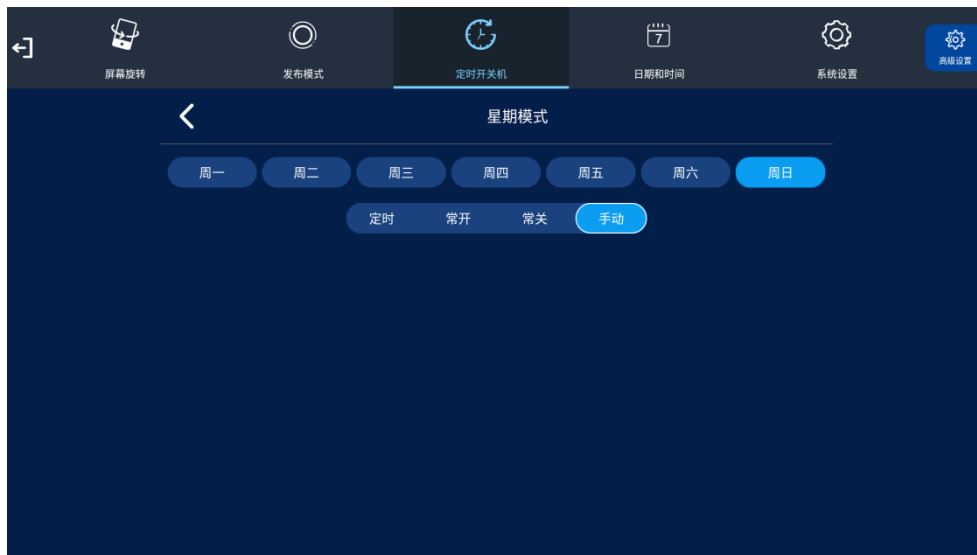 屏幕旋转 发布模式 定时开关机 日期和时间 系统设置 高级设置
7
星期模式
周一 周二 周三 周四 周五 周六 周日
定时 常开 常关 手动